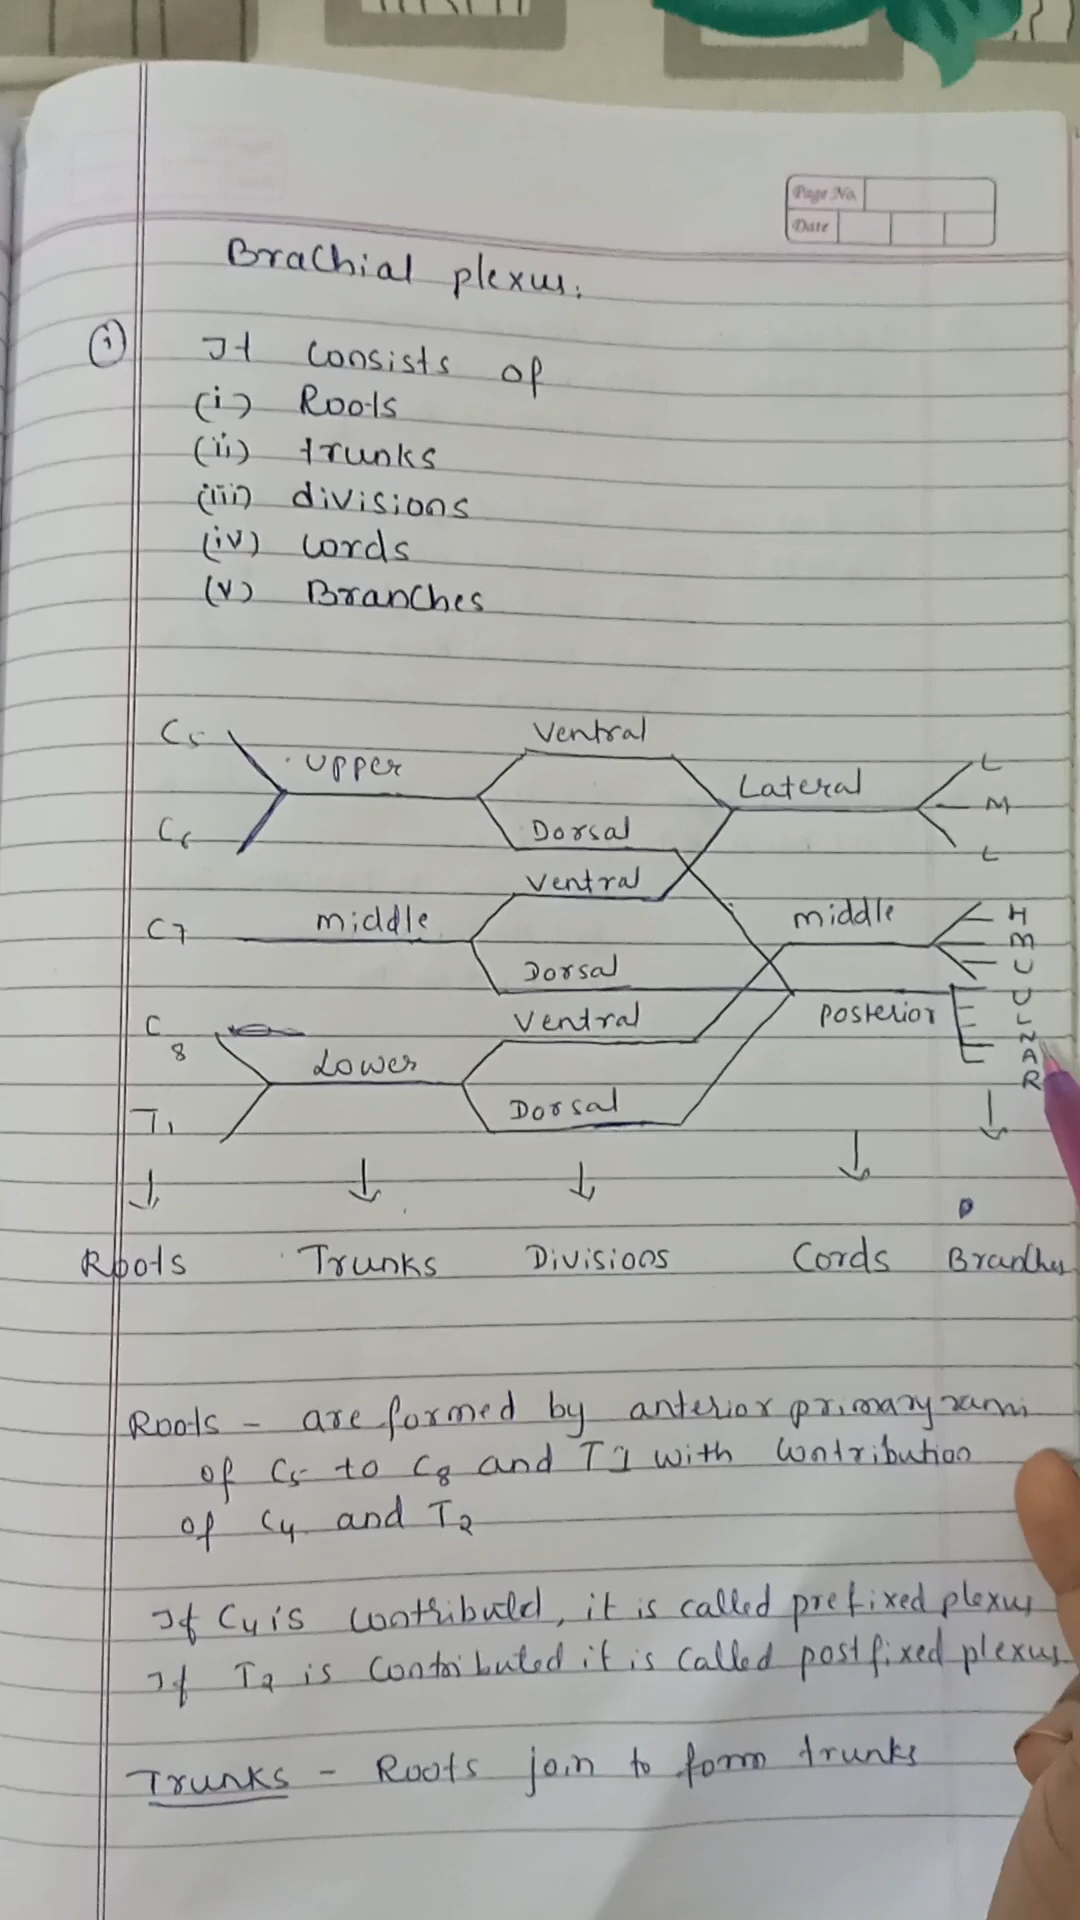 Page No.
Date
Brachial plexus.
(i) It consists of
(i) Roots
(ii) trunks
(iii) divisions
(iv) cords
(v) Branches
C5
Upper
Ventral
Lateral
L
M
L
C6
Dorsal
Ventral
C7
middle
middle
H
M
U
Dorsal
C8
Ventral
Posterior
ULNAR
Lower
T1
Dorsal
Roots Trunks Divisions Cords Branches
Roots - are formed by anterior primary rami
of C5 to C8 and T1 with contribution
of C4 and T2
If C4 is contributed, it is called prefixed plexus
If T2 is contributed it is called postfixed plexus
Trunks - Roots join to form trunks